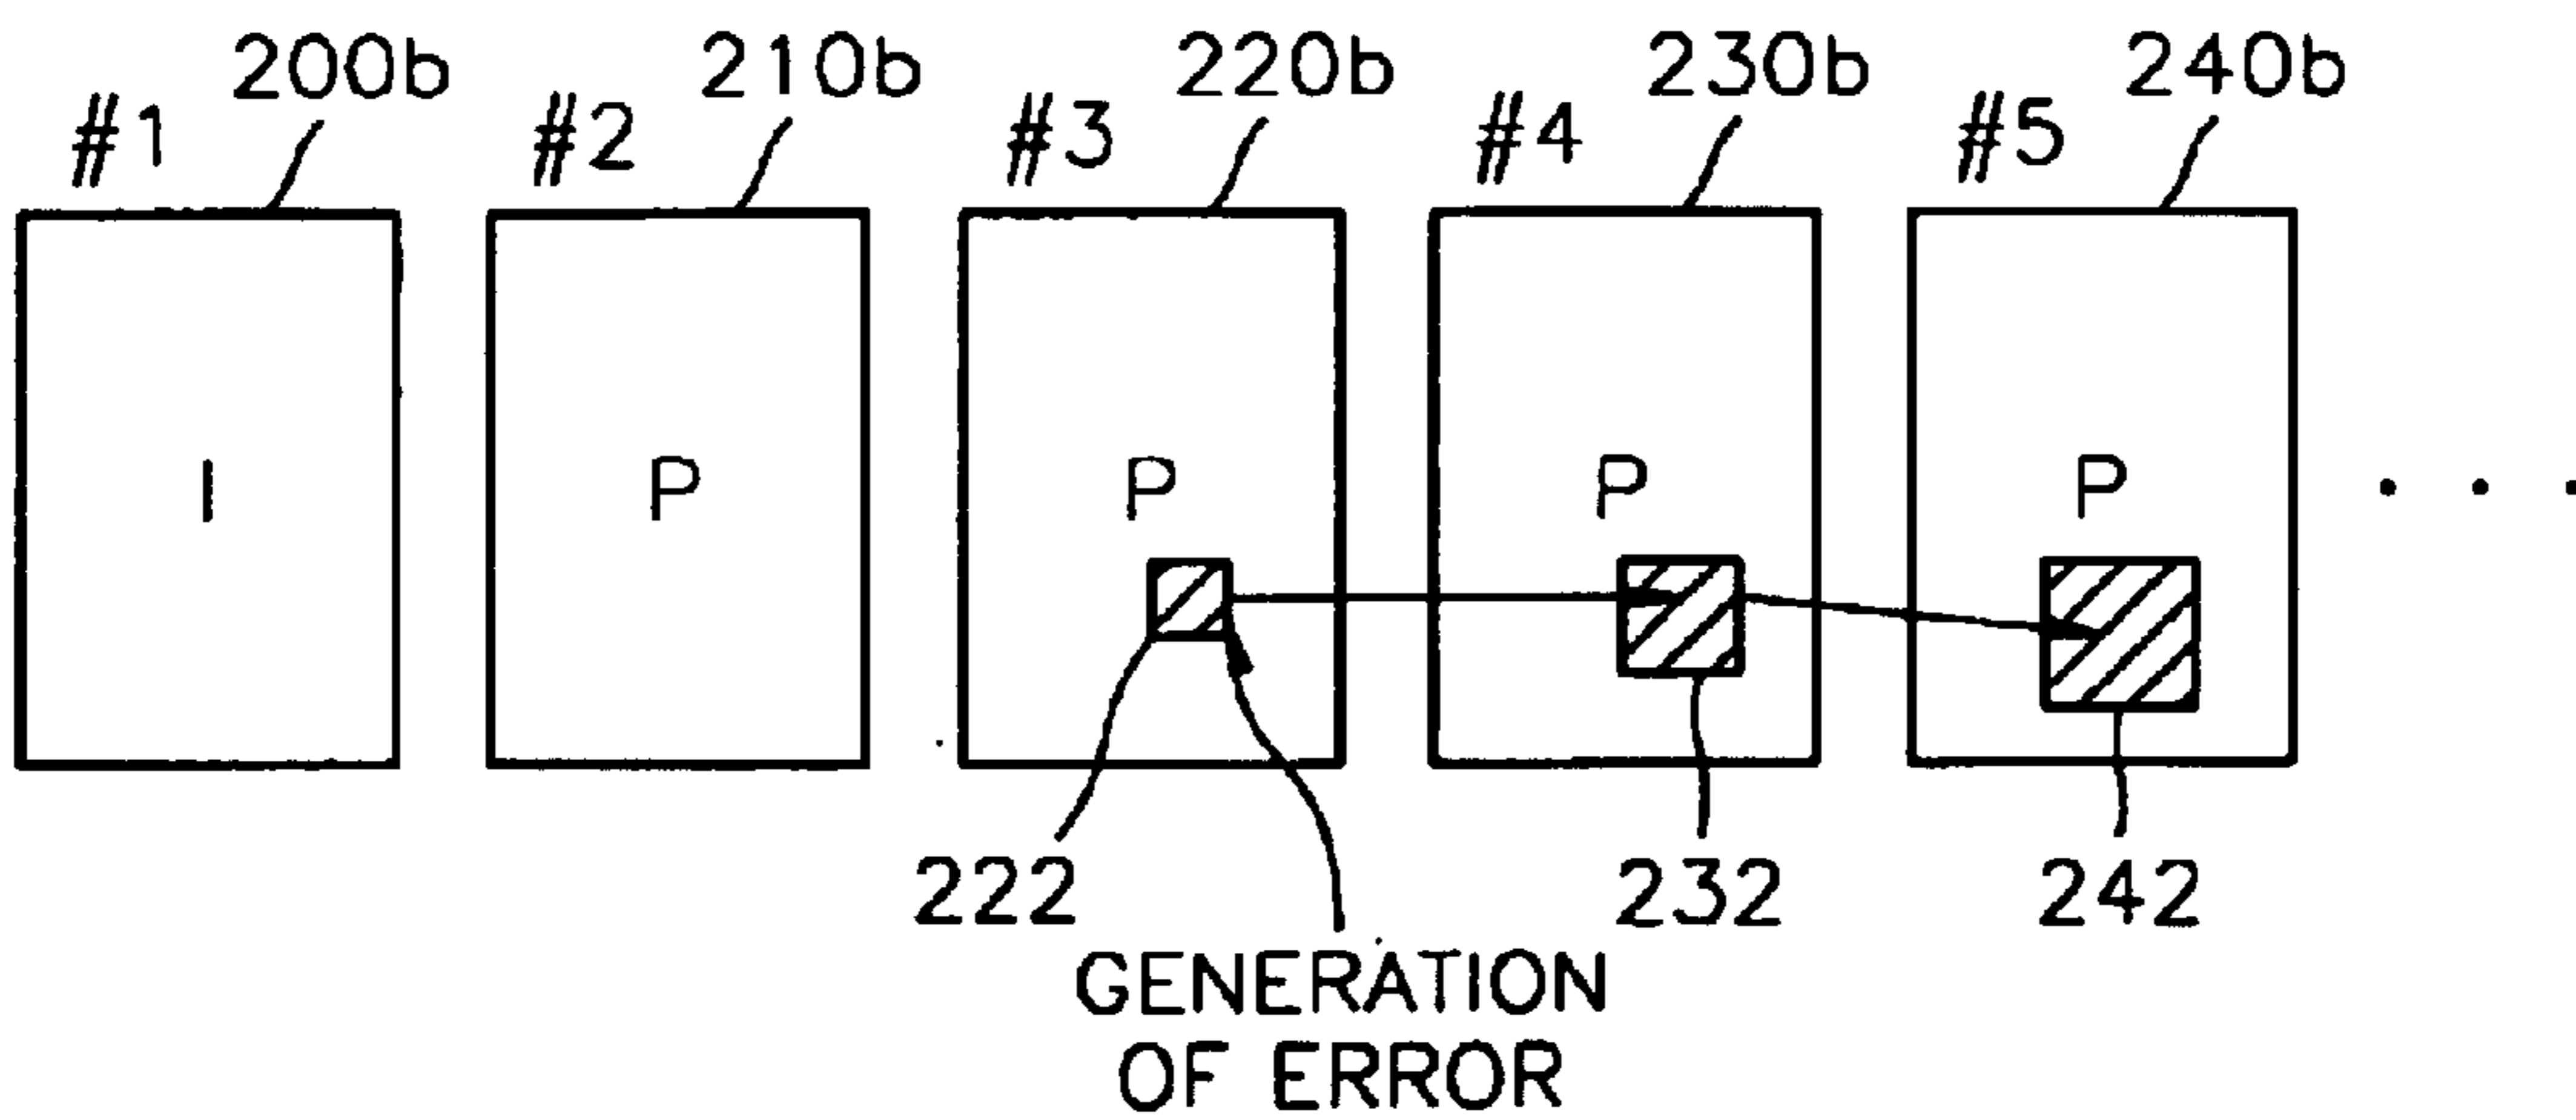 200b 210b 220b 230b 240b
#1 #2 #3 #4 #5
I P P P P . . .
222 232 242
GENERATION
OF ERROR